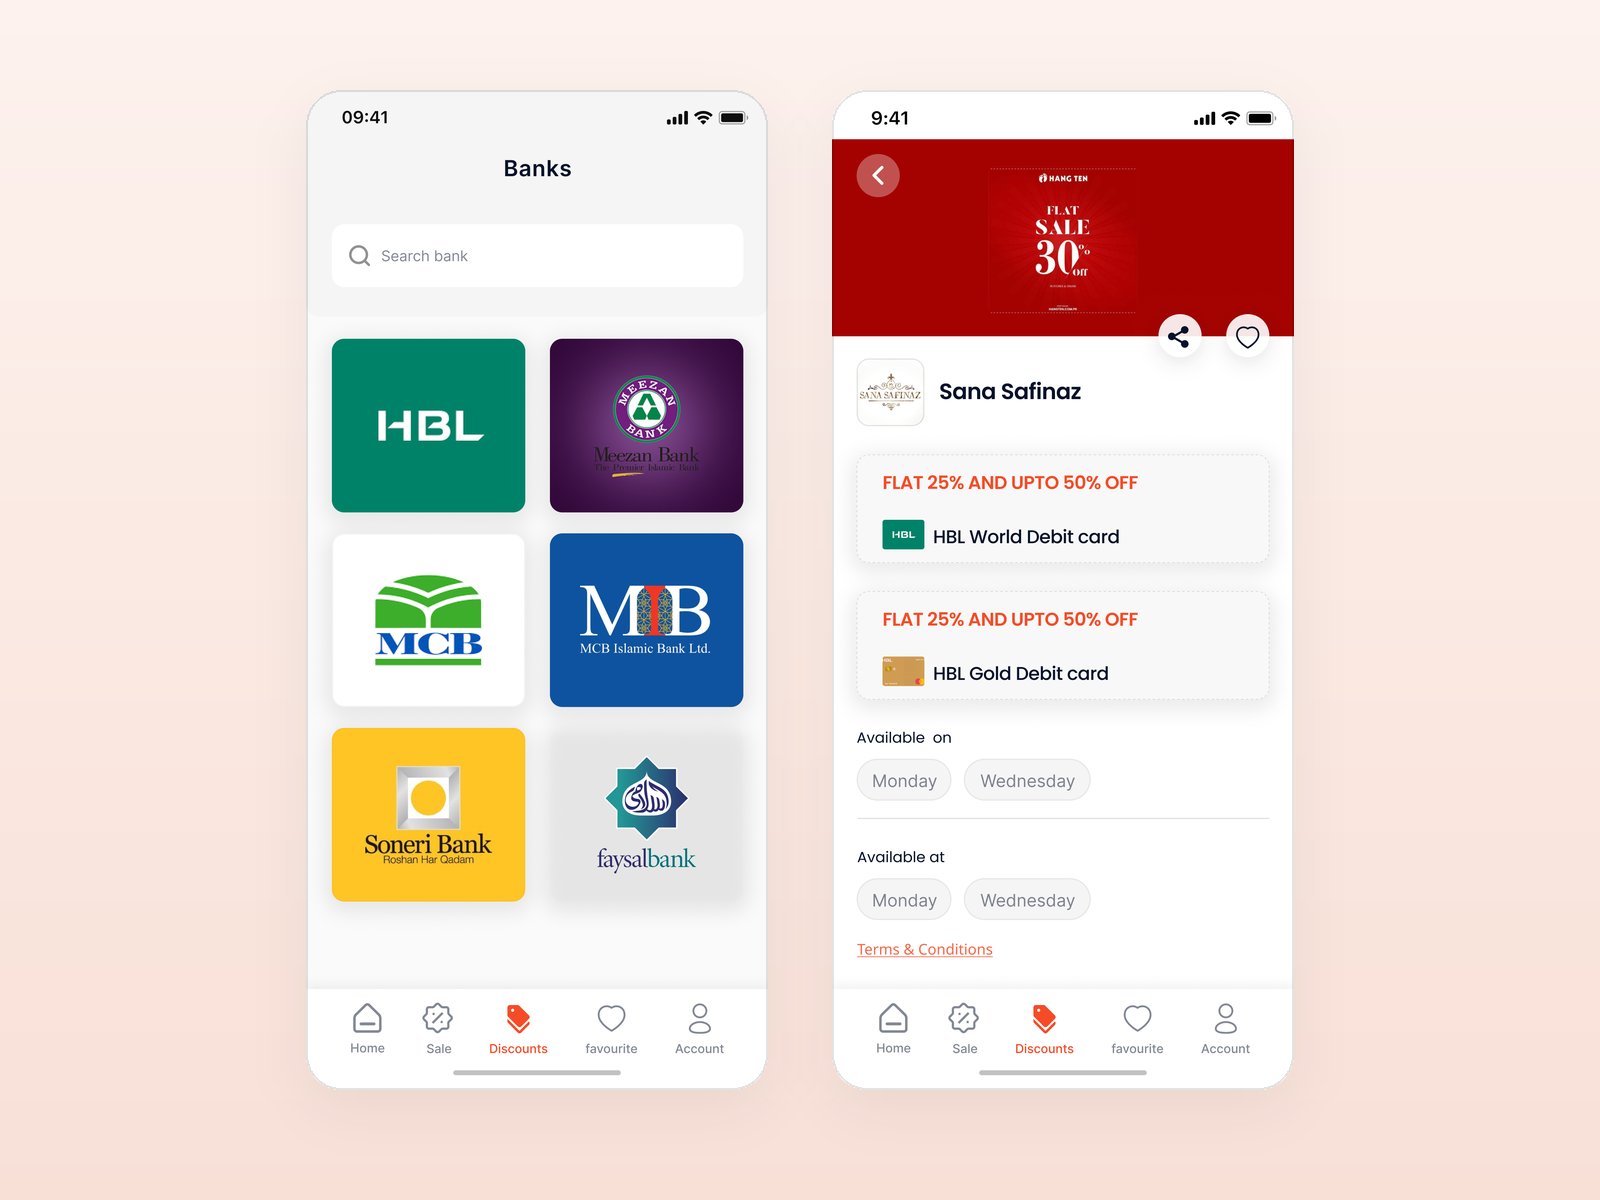 09:41
Banks
Search bank
HBL
MEEZAN BANK
Meezan Bank
The Premier Islamic Bank
MCB
MIB
MCB Islamic Bank Ltd.
Soneri Bank
Roshan Har Qadam
faysalbank
Home
Sale
Discounts
favourite
Account
9:41
HANG TEN
FLAT
SALE
30% Off
SANA SAFINAZ
Sana Safinaz
FLAT 25% AND UPTO 50% OFF
HBL
HBL World Debit card
FLAT 25% AND UPTO 50% OFF
HBL Gold Debit card
Available on
Monday
Wednesday
Available at
Monday
Wednesday
Terms & Conditions
Home
Sale
Discounts
favourite
Account